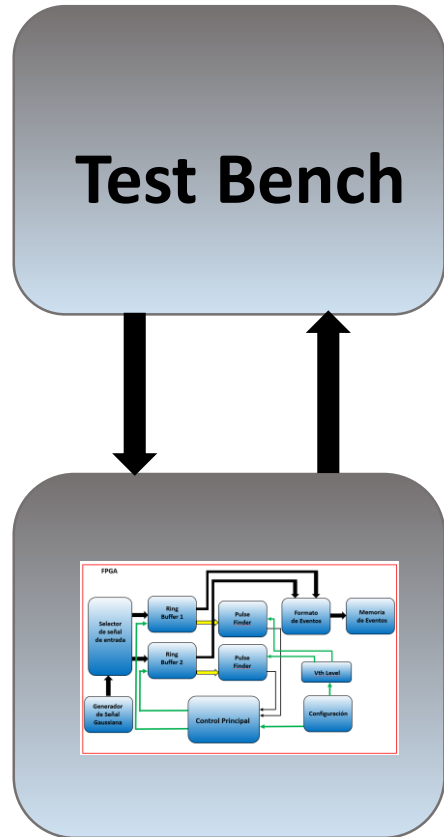 Test Bench
FPGA
Selector
de señal
de entrada
Ring
Buffer 1
Pulse
Finder
Formato
de Eventos
Memoria
de Eventos
Ring
Buffer 2
Pulse
Finder
Vth Level
Generador
de Señal
Gaussiana
Control Principal
Configuración